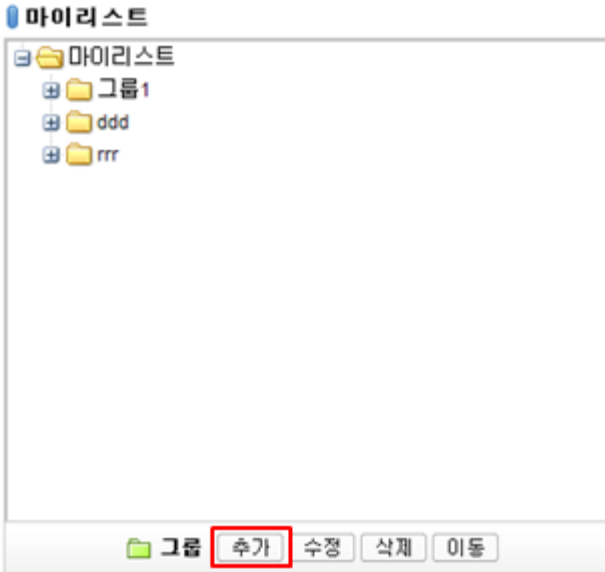 마이리스트
마이리스트
그룹1
ddd
rrr
그룹 추가 수정 삭제 이동